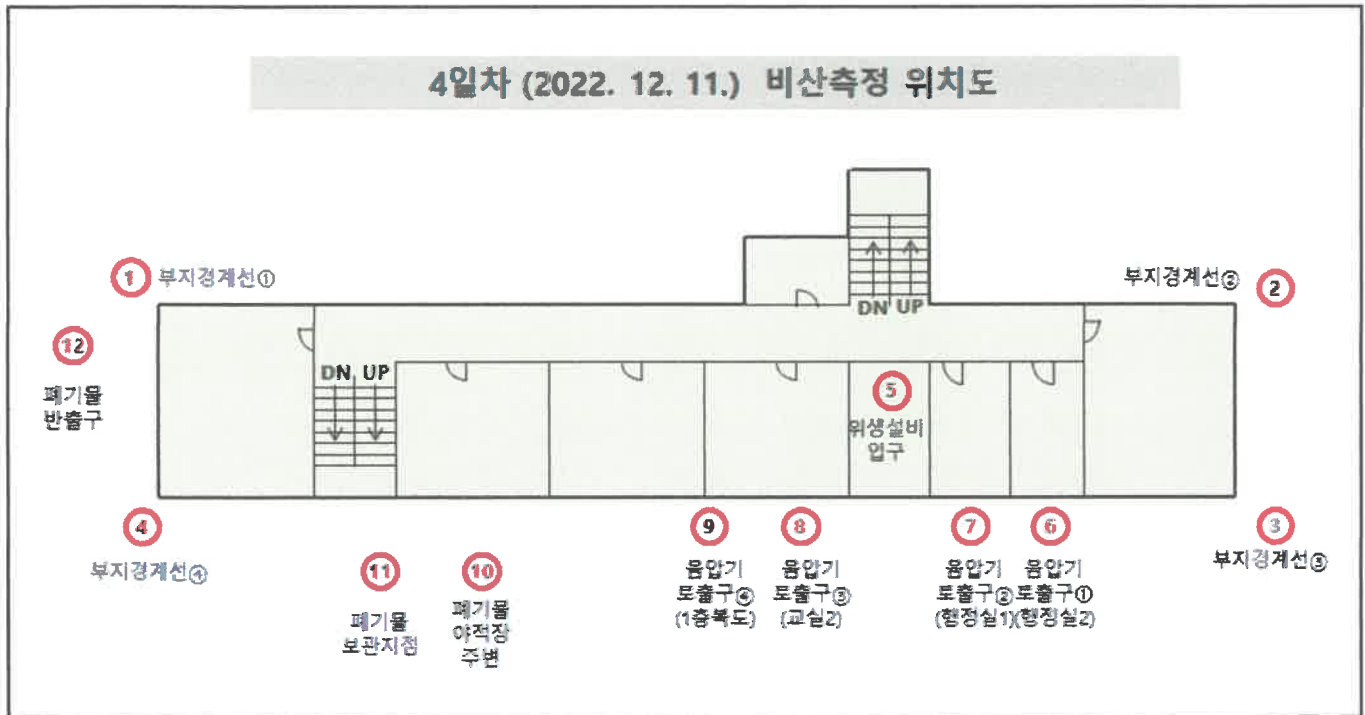 4일차 (2022. 12. 11.) 비산측정 위치도
1 부지경계선①
부지경계선② 2
12
폐기물
반출구
DN UP
DN UP
5
위생설비
입구
4
부지경계선④
11
폐기물
보관지점
10
폐기물
야적장
주변
9
음압기
토출구④
(1층복도)
8
음압기
토출구③
(교실2)
7
음압기
토출구②
(행정실1)
6
음압기
토출구①
(행정실2)
3
부지경계선③